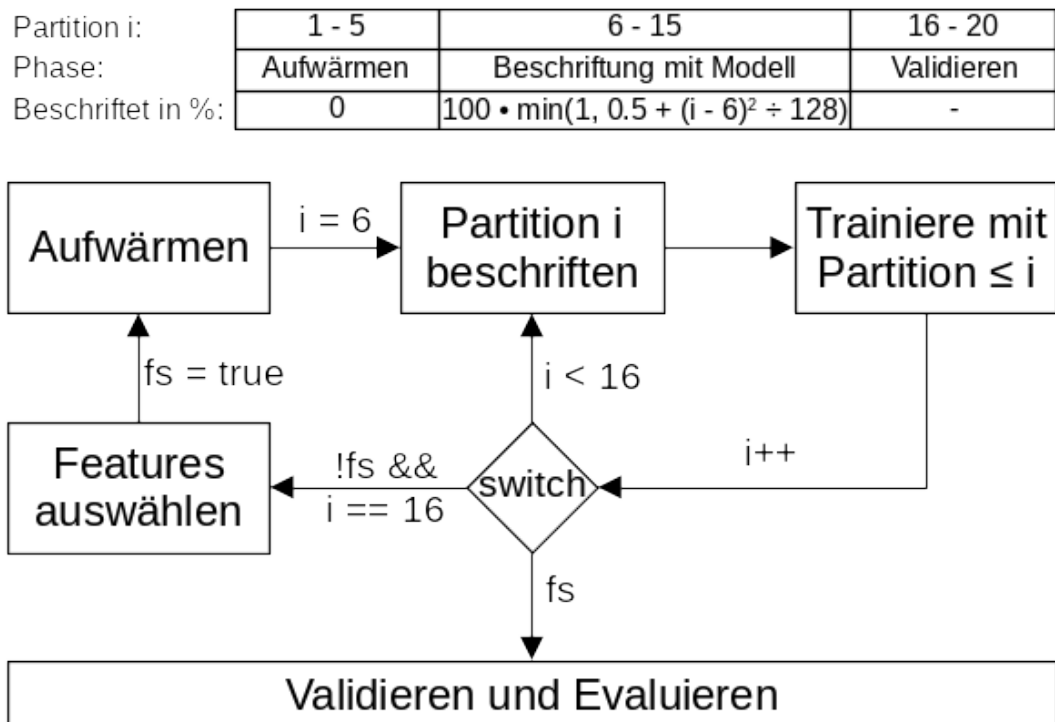 Partition i: 1 - 5 6 - 15 16 - 20
Phase: Aufwärmen Beschriftung mit Modell Validieren
Beschriftet in %: 0 100 • min(1, 0.5 + (i - 6)² ÷ 128) -
Aufwärmen
i = 6
Partition i
beschriften
Trainiere mit
Partition ≤ i
fs = true
i < 16
i++
Features
auswählen
!fs &&
i == 16
switch
fs
Validieren und Evaluieren